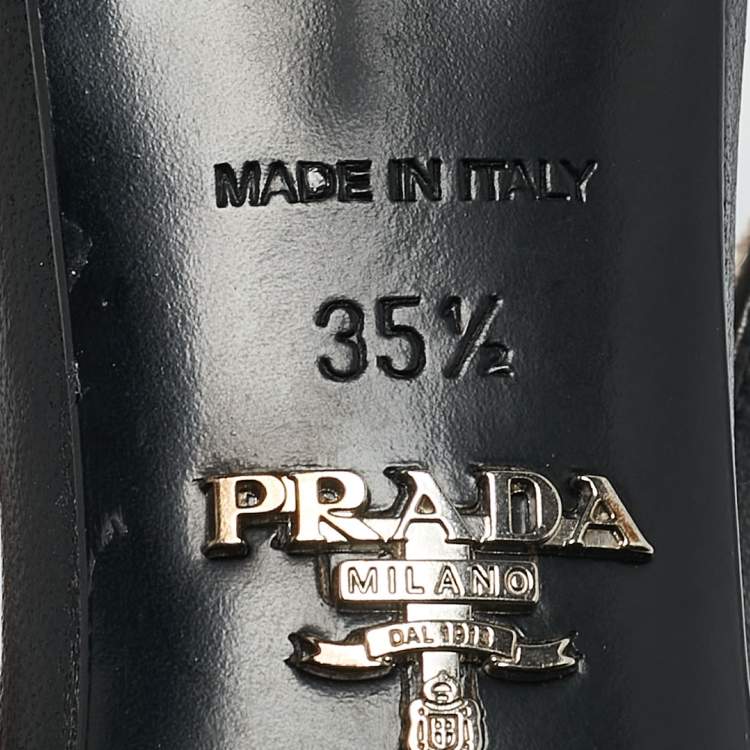 MADE IN ITALY
35½
PRADA
MILANO
DAL 1913